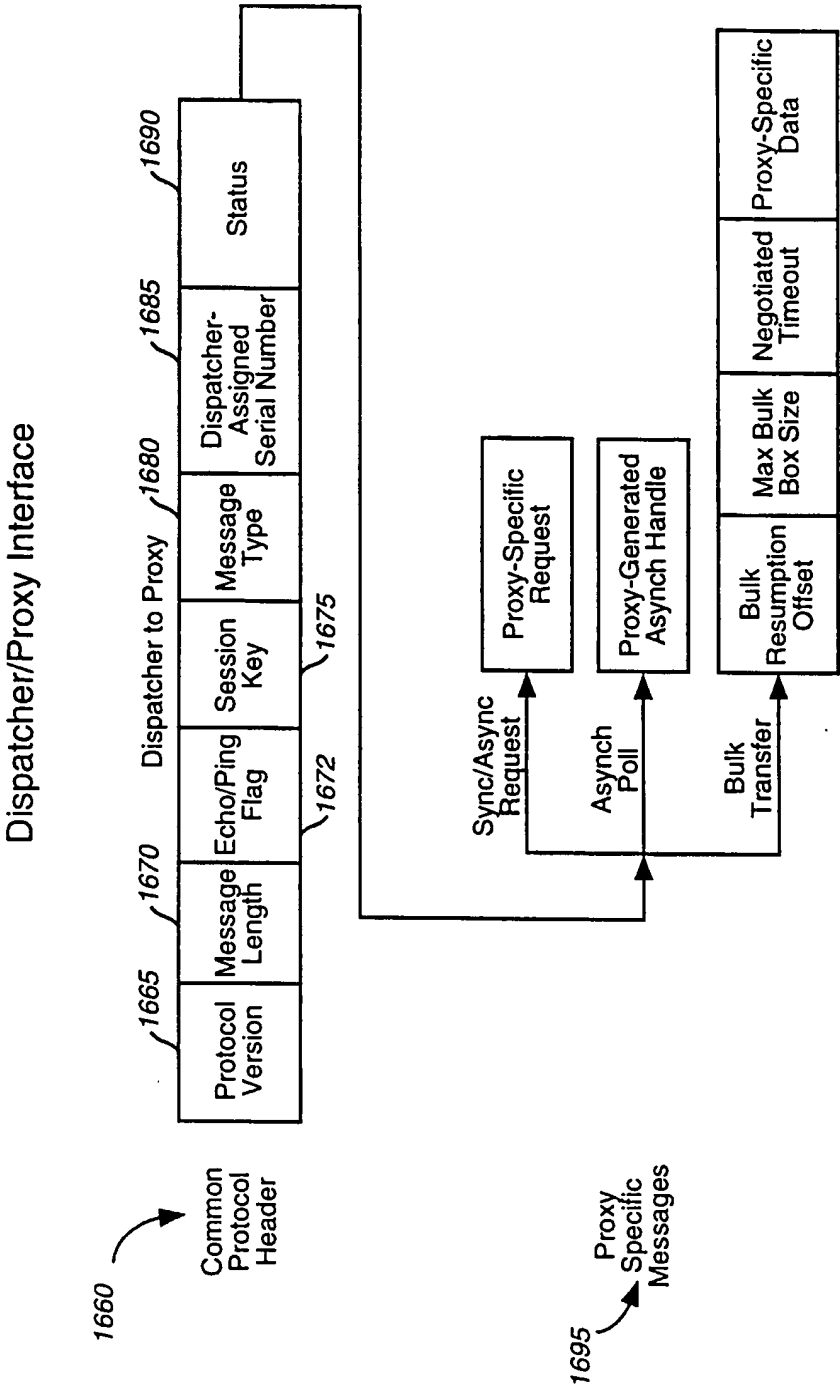 Dispatcher/Proxy Interface
Dispatcher to Proxy
1660
Common
Protocol
Header
1665
1670
1672
1675
1680
1685
1690
Protocol
Version
Message
Length
Echo/Ping
Flag
Session
Key
Message
Type
Dispatcher-
Assigned
Serial Number
Status
1695
Proxy
Specific
Messages
Sync/Async
Request
Proxy-Specific
Request
Asynch
Poll
Proxy-Generated
Asynch Handle
Bulk
Transfer
Bulk
Resumption
Offset
Max Bulk
Box Size
Negotiated
Timeout
Proxy-Specific
Data